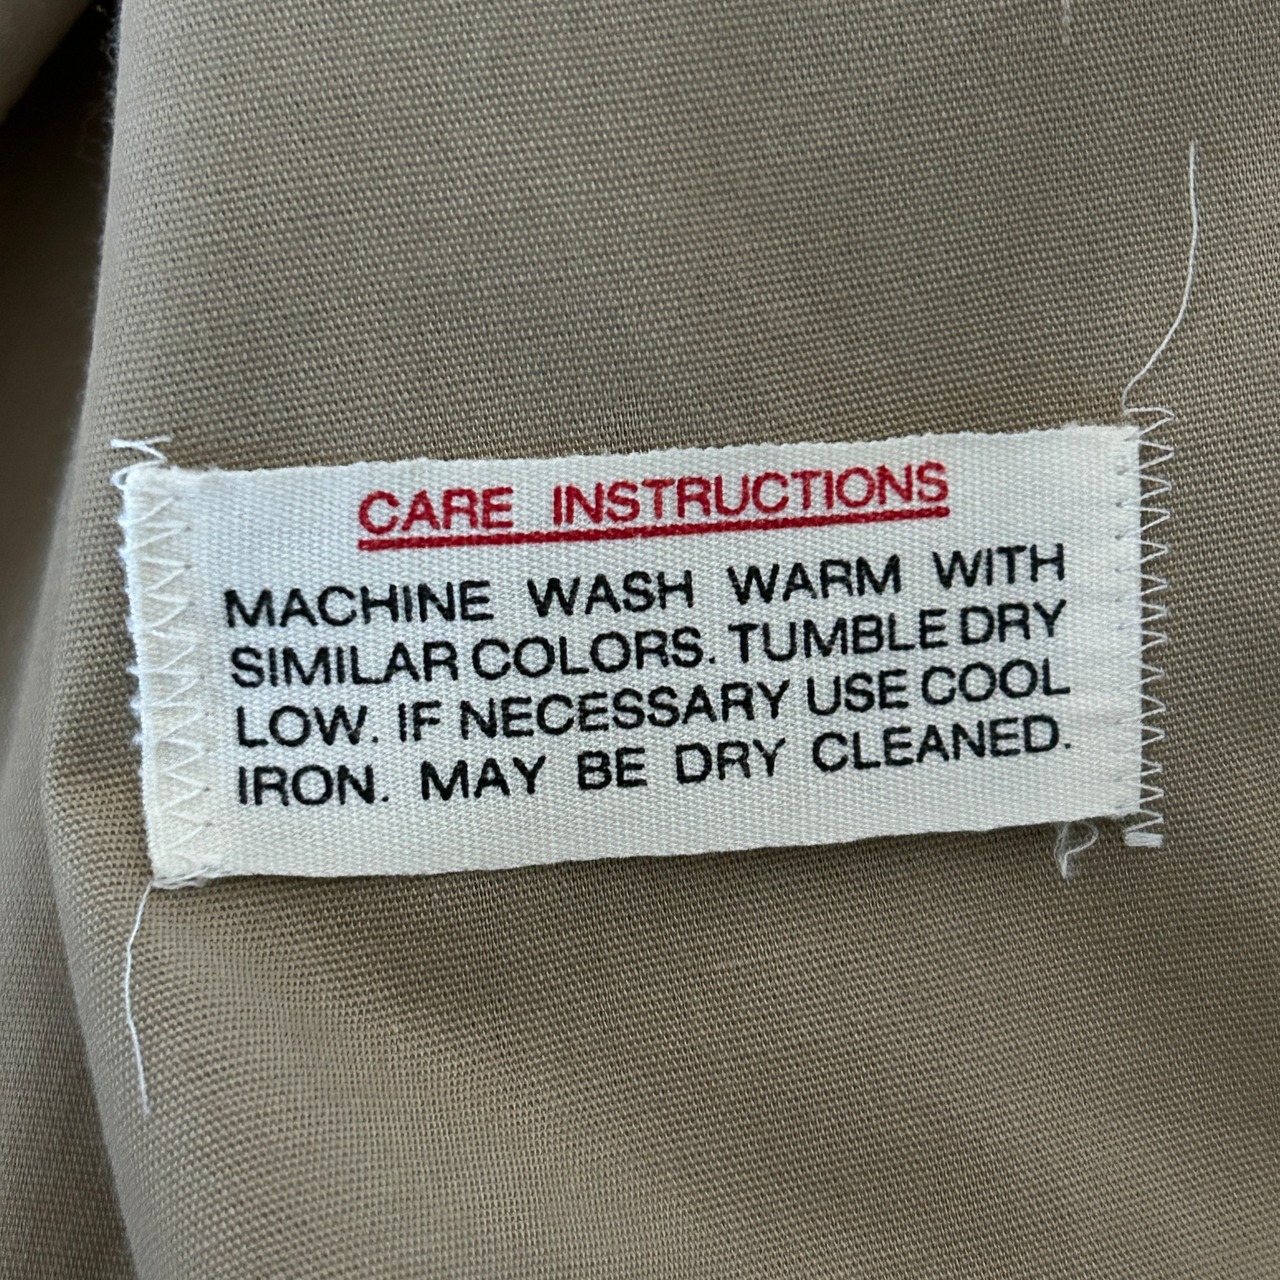 CARE INSTRUCTIONS
MACHINE WASH WARM WITH
SIMILAR COLORS. TUMBLE DRY
LOW. IF NECESSARY USE COOL
IRON. MAY BE DRY CLEANED.